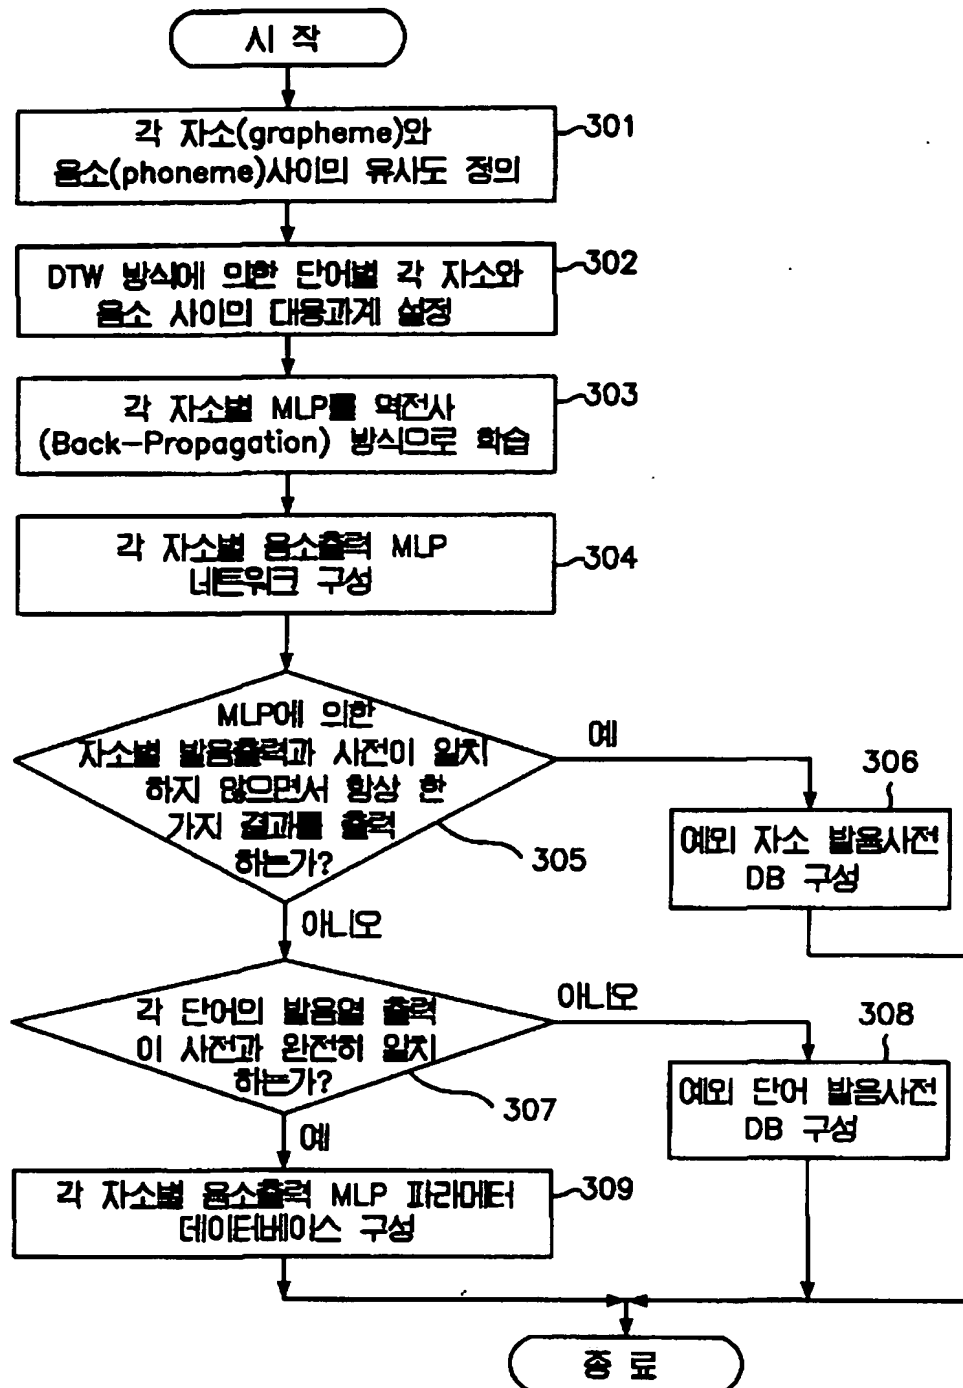 시 작
각 자소(grapheme)와
음소(phoneme)사이의 유사도 정의
301
DTW 방식에 의한 단어별 각 자소와
음소 사이의 대응관계 설정
302
각 자소별 MLP를 역전사
(Back-Propagation) 방식으로 학습
303
각 자소별 음소출력 MLP
네트워크 구성
304
MLP에 의한
자소별 발음출력과 사전이 일치
하지 않으면서 항상 한
가지 결과를 출력
하는가?
305
예
306
예외 자소 발음사전
DB 구성
아니오
각 단어의 발음열 출력
이 사전과 완전히 일치
하는가?
307
아니오
308
예외 단어 발음사전
DB 구성
예
각 자소별 음소출력 MLP 파라메터
데이터베이스 구성
309
종 료